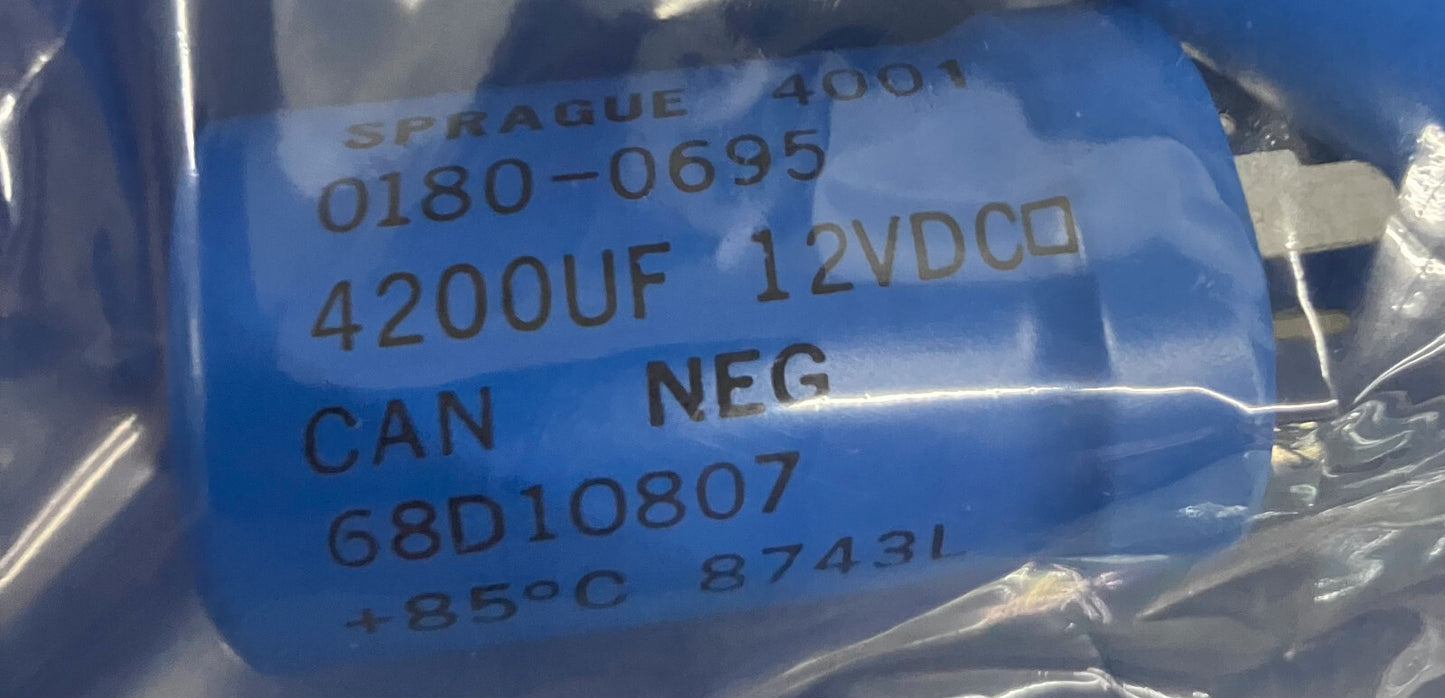 SPRAGUE 4001
0180-0695
4200UF 12VDC□
CAN NEG
68D10807
+85°C 8743L